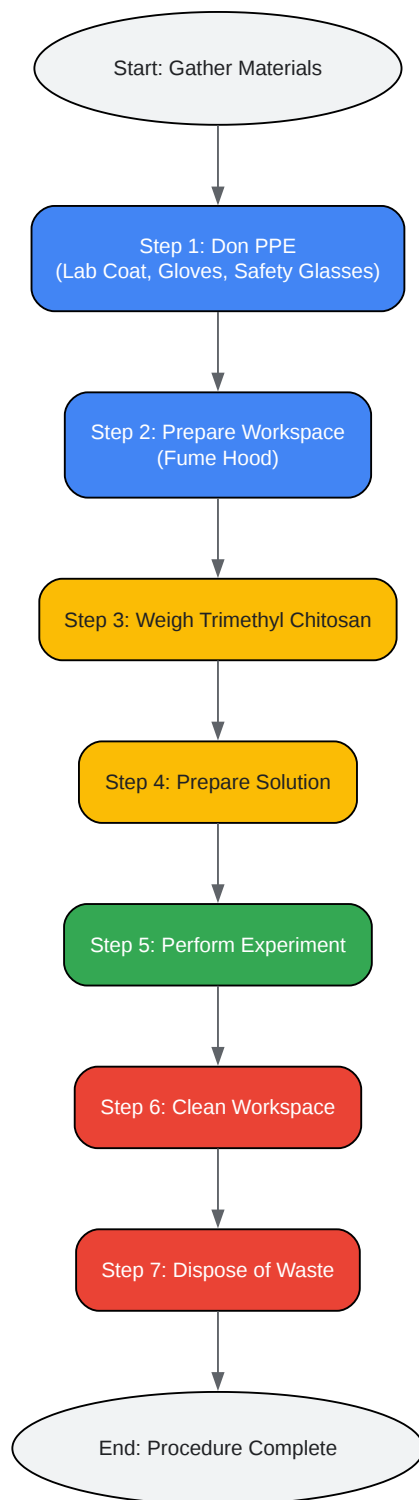 Start: Gather Materials
Step 1: Don PPE
(Lab Coat, Gloves, Safety Glasses)
Step 2: Prepare Workspace
(Fume Hood)
Step 3: Weigh Trimethyl Chitosan
Step 4: Prepare Solution
Step 5: Perform Experiment
Step 6: Clean Workspace
Step 7: Dispose of Waste
End: Procedure Complete